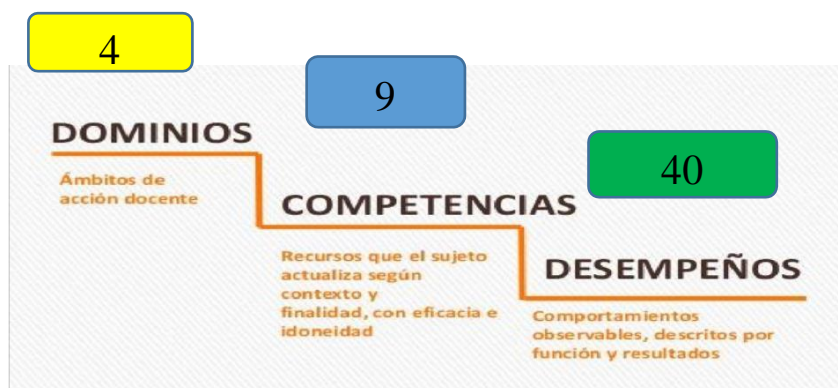 4
DOMINIOS
Ámbitos de
acción docente
9
COMPETENCIAS
Recursos que el sujeto
actualiza según
contexto y
finalidad, con eficacia e
idoneidad
40
DESEMPEÑOS
Comportamientos
observables, descritos por
función y resultados